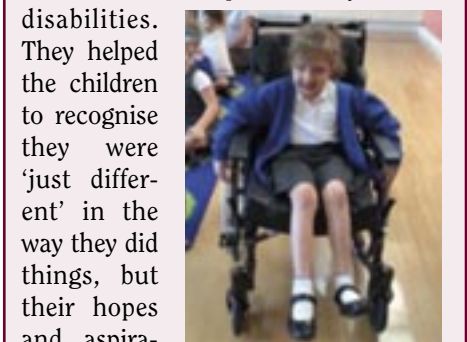 disabilities.
They helped
the children
to recognise
they were
‘just differ-
ent’ in the
way they did
things, but
their hopes
and aspira-